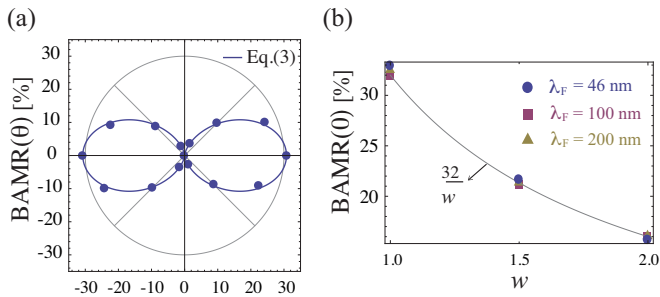 (a)
(b)
BAMR(θ) [%]
30
20
10
0
-10
-20
-30
-30 -20 -10 0 10 20 30
Eq.(3)
BAMR(0) [%]
30
25
20
λF = 46 nm
λF = 100 nm
λF = 200 nm
32
w
1.0 1.5 2.0
w